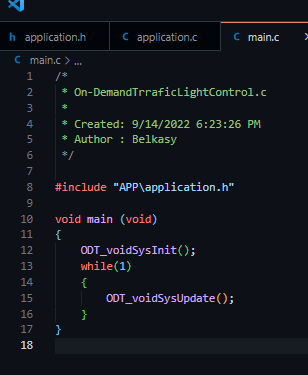 application.h
application.c
main.c
main.c > ...
1 /*
2 * On-DemandTrraficLightControl.c
3 *
4 * Created: 9/14/2022 6:23:26 PM
5 * Author : Belkasy
6 */
7
8 #include "APP\application.h"
9
10 void main (void)
11 {
12 ODT_voidSysInit();
13 while(1)
14 {
15 ODT_voidSysUpdate();
16 }
17 }
18